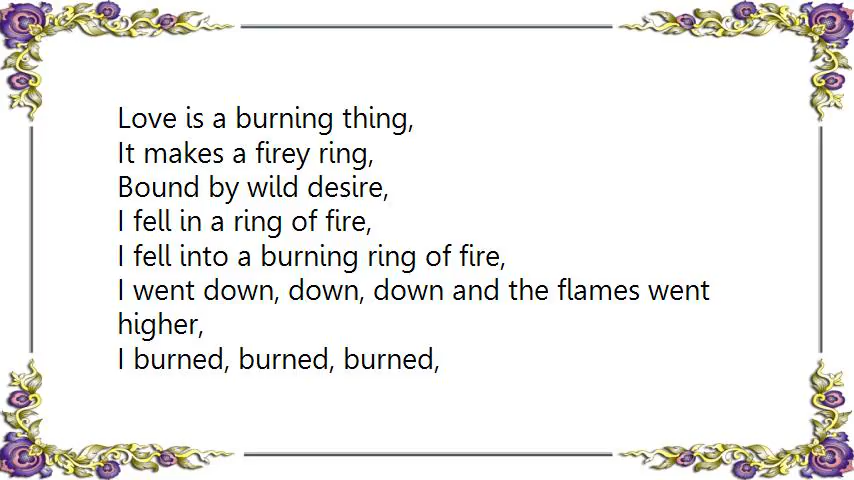 Love is a burning thing,
It makes a firey ring,
Bound by wild desire,
I fell in a ring of fire,
I fell into a burning ring of fire,
I went down, down, down and the flames went
higher,
I burned, burned, burned,